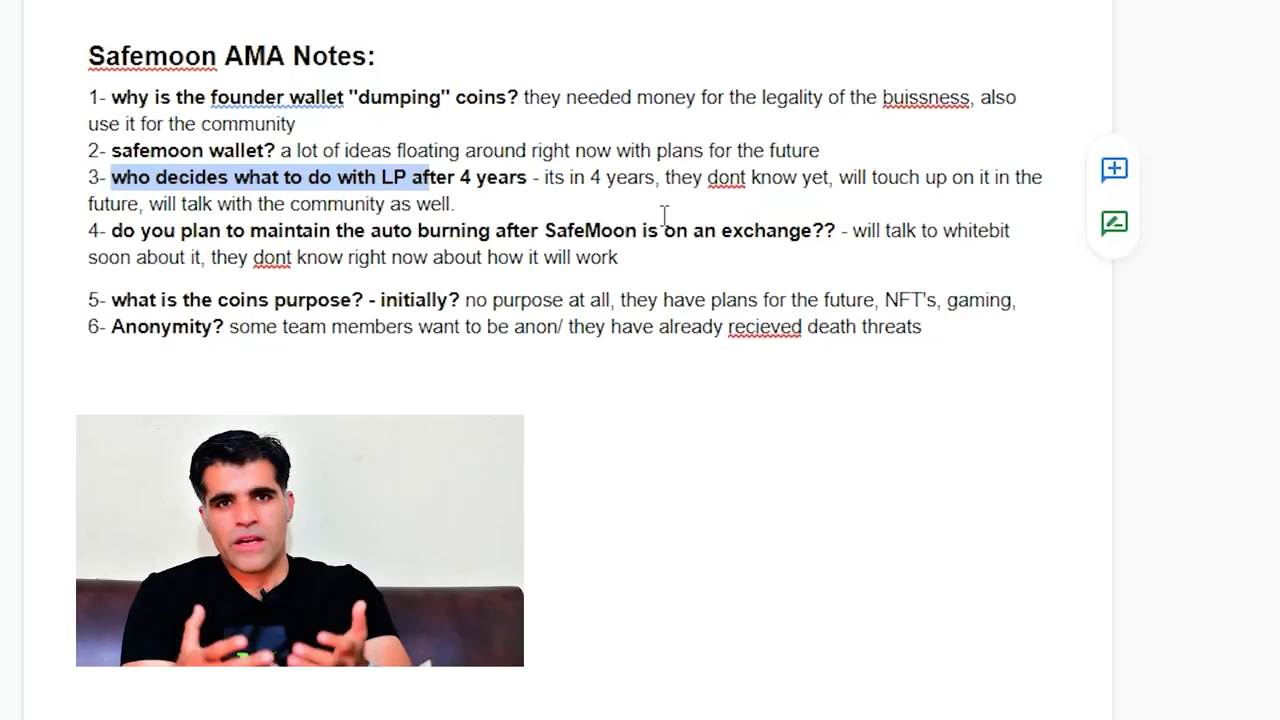 Safemoon AMA Notes:
1- why is the founder wallet "dumping" coins? they needed money for the legality of the buissness, also
use it for the community
2- safemoon wallet? a lot of ideas floating around right now with plans for the future
3- who decides what to do with LP after 4 years - its in 4 years, they dont know yet, will touch up on it in the
future, will talk with the community as well.
4- do you plan to maintain the auto burning after SafeMoon is on an exchange?? - will talk to whitebit
soon about it, they dont know right now about how it will work
5- what is the coins purpose? - initially? no purpose at all, they have plans for the future, NFT's, gaming,
6- Anonymity? some team members want to be anon/ they have already recieved death threats